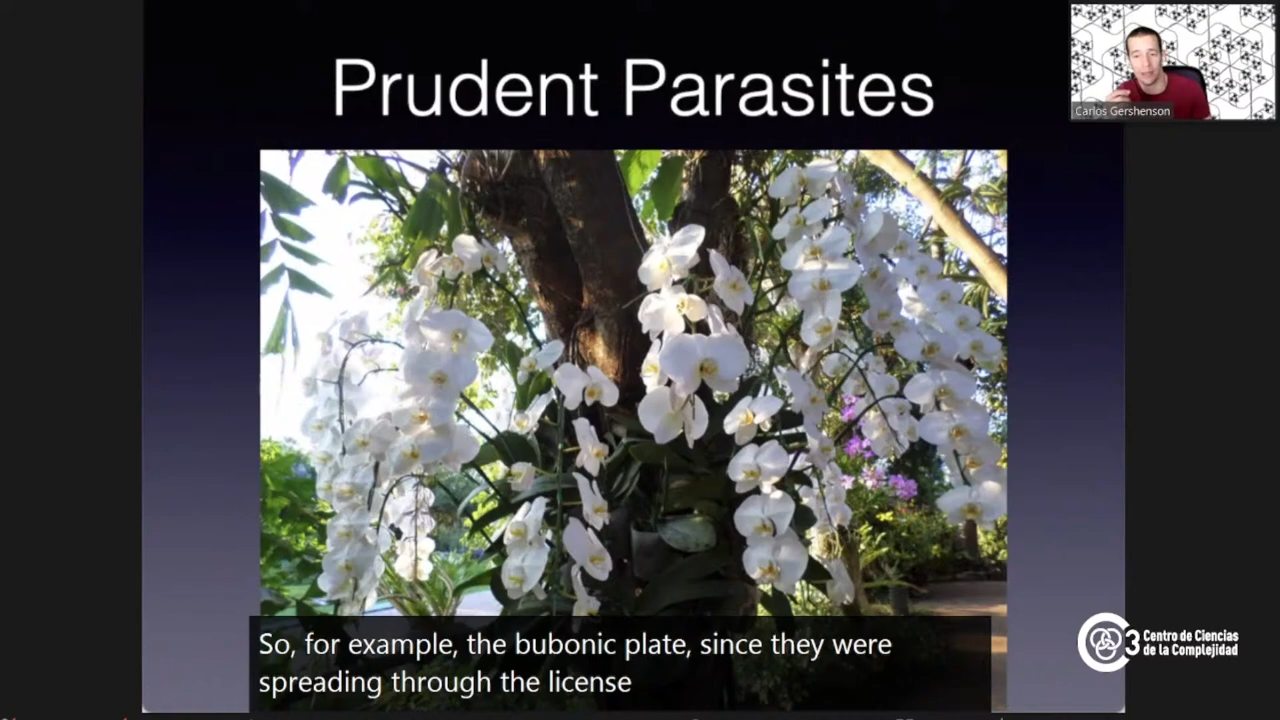 Prudent Parasites
Carlos Gershenson
So, for example, the bubonic plate, since they were
spreading through the license
C3 Centro de Ciencias
de la Complejidad